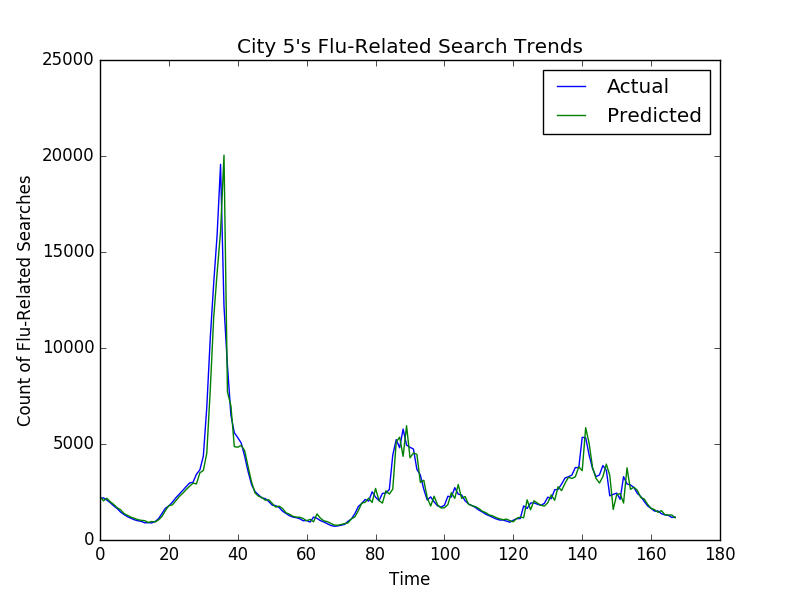 City 5's Flu-Related Search Trends
25000
20000
15000
10000
5000
0
Count of Flu-Related Searches
Actual
Predicted
0 20 40 60 80 100 120 140 160 180
Time